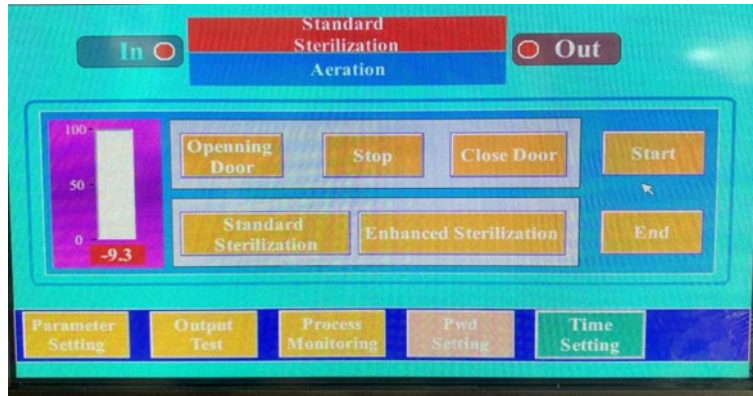 Standard
Sterilization
In
Out
Aeration
100
50
0
-9.3
Openning
Door
Stop
Close Door
Start
Standard
Sterilization
Enhanced Sterilization
End
Parameter
Setting
Output
Test
Process
Monitoring
Pwd
Setting
Time
Setting